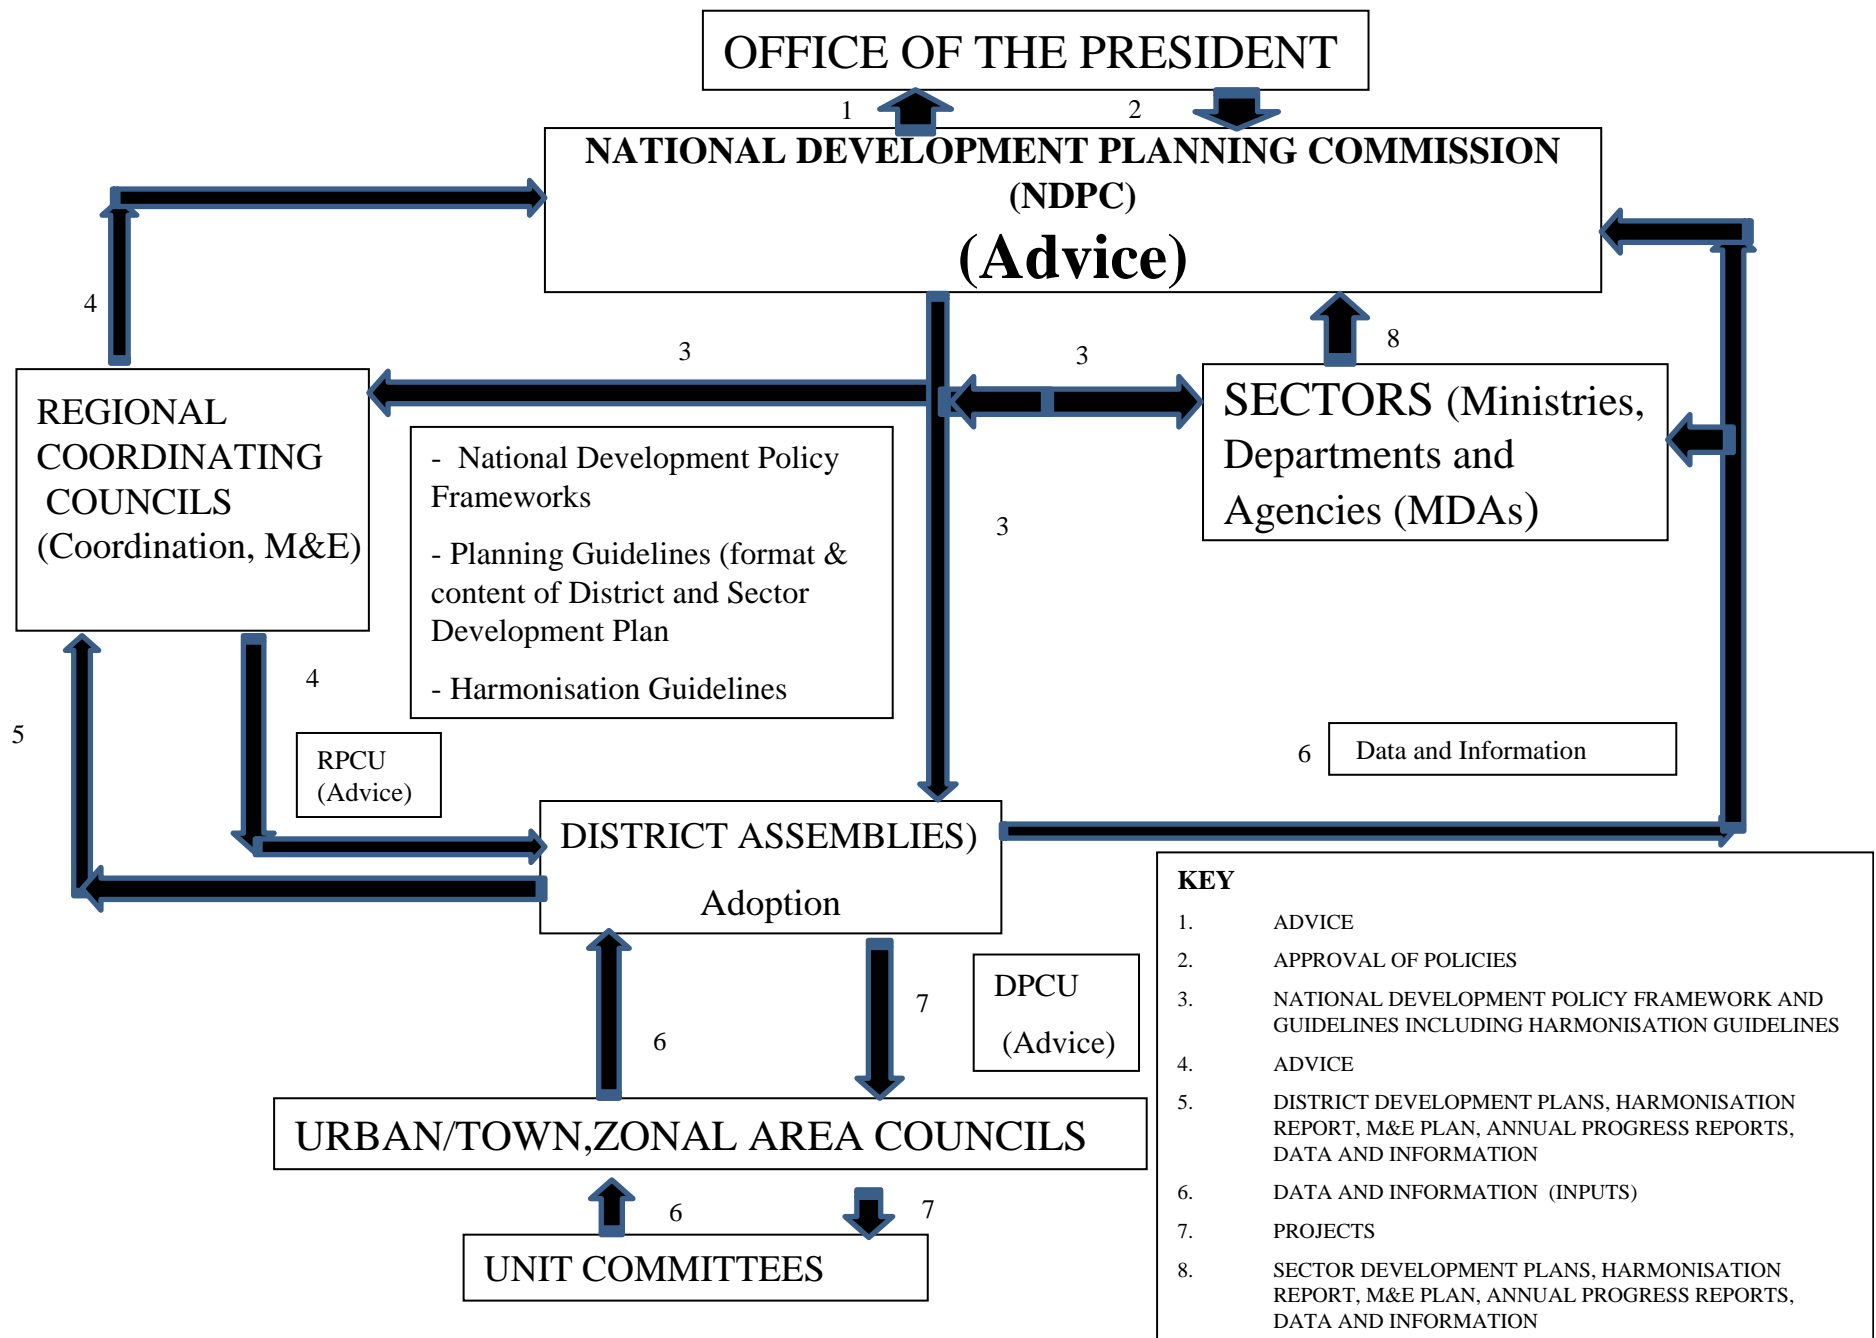 OFFICE OF THE PRESIDENT
1
2
NATIONAL DEVELOPMENT PLANNING COMMISSION
(NDPC)
(Advice)
4
3
3
8
REGIONAL
COORDINATING
COUNCILS
(Coordination, M&E)
- National Development Policy
Frameworks
- Planning Guidelines (format &
content of District and Sector
Development Plan
- Harmonisation Guidelines
3
SECTORS (Ministries,
Departments and
Agencies (MDAs)
4
5
RPCU
(Advice)
6
Data and Information
DISTRICT ASSEMBLIES)
Adoption
6
7
DPCU
(Advice)
URBAN/TOWN,ZONAL AREA COUNCILS
6
7
UNIT COMMITTEES
KEY
1. ADVICE
2. APPROVAL OF POLICIES
3. NATIONAL DEVELOPMENT POLICY FRAMEWORK AND
GUIDELINES INCLUDING HARMONISATION GUIDELINES
4. ADVICE
5. DISTRICT DEVELOPMENT PLANS, HARMONISATION
REPORT, M&E PLAN, ANNUAL PROGRESS REPORTS,
DATA AND INFORMATION
6. DATA AND INFORMATION (INPUTS)
7. PROJECTS
8. SECTOR DEVELOPMENT PLANS, HARMONISATION
REPORT, M&E PLAN, ANNUAL PROGRESS REPORTS,
DATA AND INFORMATION